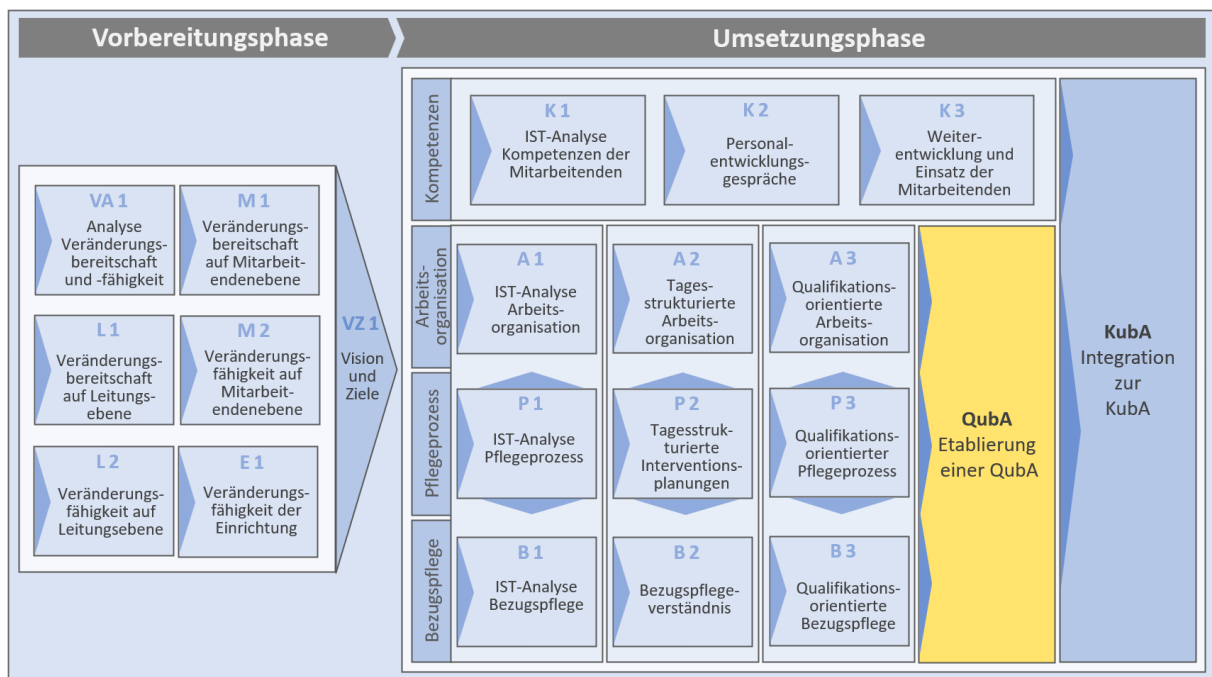 Vorbereitungsphase
Umsetzungsphase
VA 1
Analyse
Veränderungs-
bereitschaft
und -fähigkeit
M 1
Veränderungs-
bereitschaft
auf Mitarbeit-
endenebene
L 1
Veränderungs-
bereitschaft
auf Leitungs-
ebene
M 2
Veränderungs-
fähigkeit auf
Mitarbeit-
endenebene
L 2
Veränderungs-
fähigkeit auf
Leitungsebene
E 1
Veränderungs-
fähigkeit der
Einrichtung
VZ 1
Vision
und
Ziele
Kompetenzen
K 1
IST-Analyse
Kompetenzen der
Mitarbeitenden
K 2
Personal-
entwicklungs-
gespräche
K 3
Weiter-
entwicklung und
Einsatz der
Mitarbeitenden
Arbeits-
organisation
A 1
IST-Analyse
Arbeits-
organisation
A 2
Tages-
strukturierte
Arbeits-
organisation
A 3
Qualifikations-
orientierte
Arbeits-
organisation
Pflegeprozess
P 1
IST-Analyse
Pflegeprozess
P 2
Tagesstruk-
turierte
Interventions-
planungen
P 3
Qualifikations-
orientierter
Pflegeprozess
Bezugspflege
B 1
IST-Analyse
Bezugspflege
B 2
Bezugspflege-
verständnis
B 3
Qualifikations-
orientierte
Bezugspflege
QubA
Etablierung
einer QubA
KubA
Integration
zur
KubA